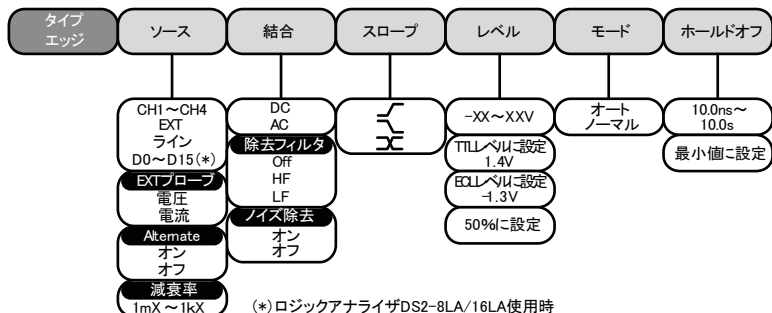 タイプ
エッジ
ソース
結合
スロープ
レベル
モード
ホールドオフ
CH1～CH4
EXT
ライン
D0～D15(*)
EXTプローブ
電圧
電流
Alternate
オン
オフ
減衰率
1mX～1kX
DC
AC
除去フィルタ
Off
HF
LF
ノイズ除去
オン
オフ
-XX～XXV
TTLレベルに設定
1.4V
ECLレベルに設定
-1.3V
50%に設定
オート
ノーマル
10.0ns～
10.0s
最小値に設定
(*)ロジックアナライザDS2-8LA/16LA使用時